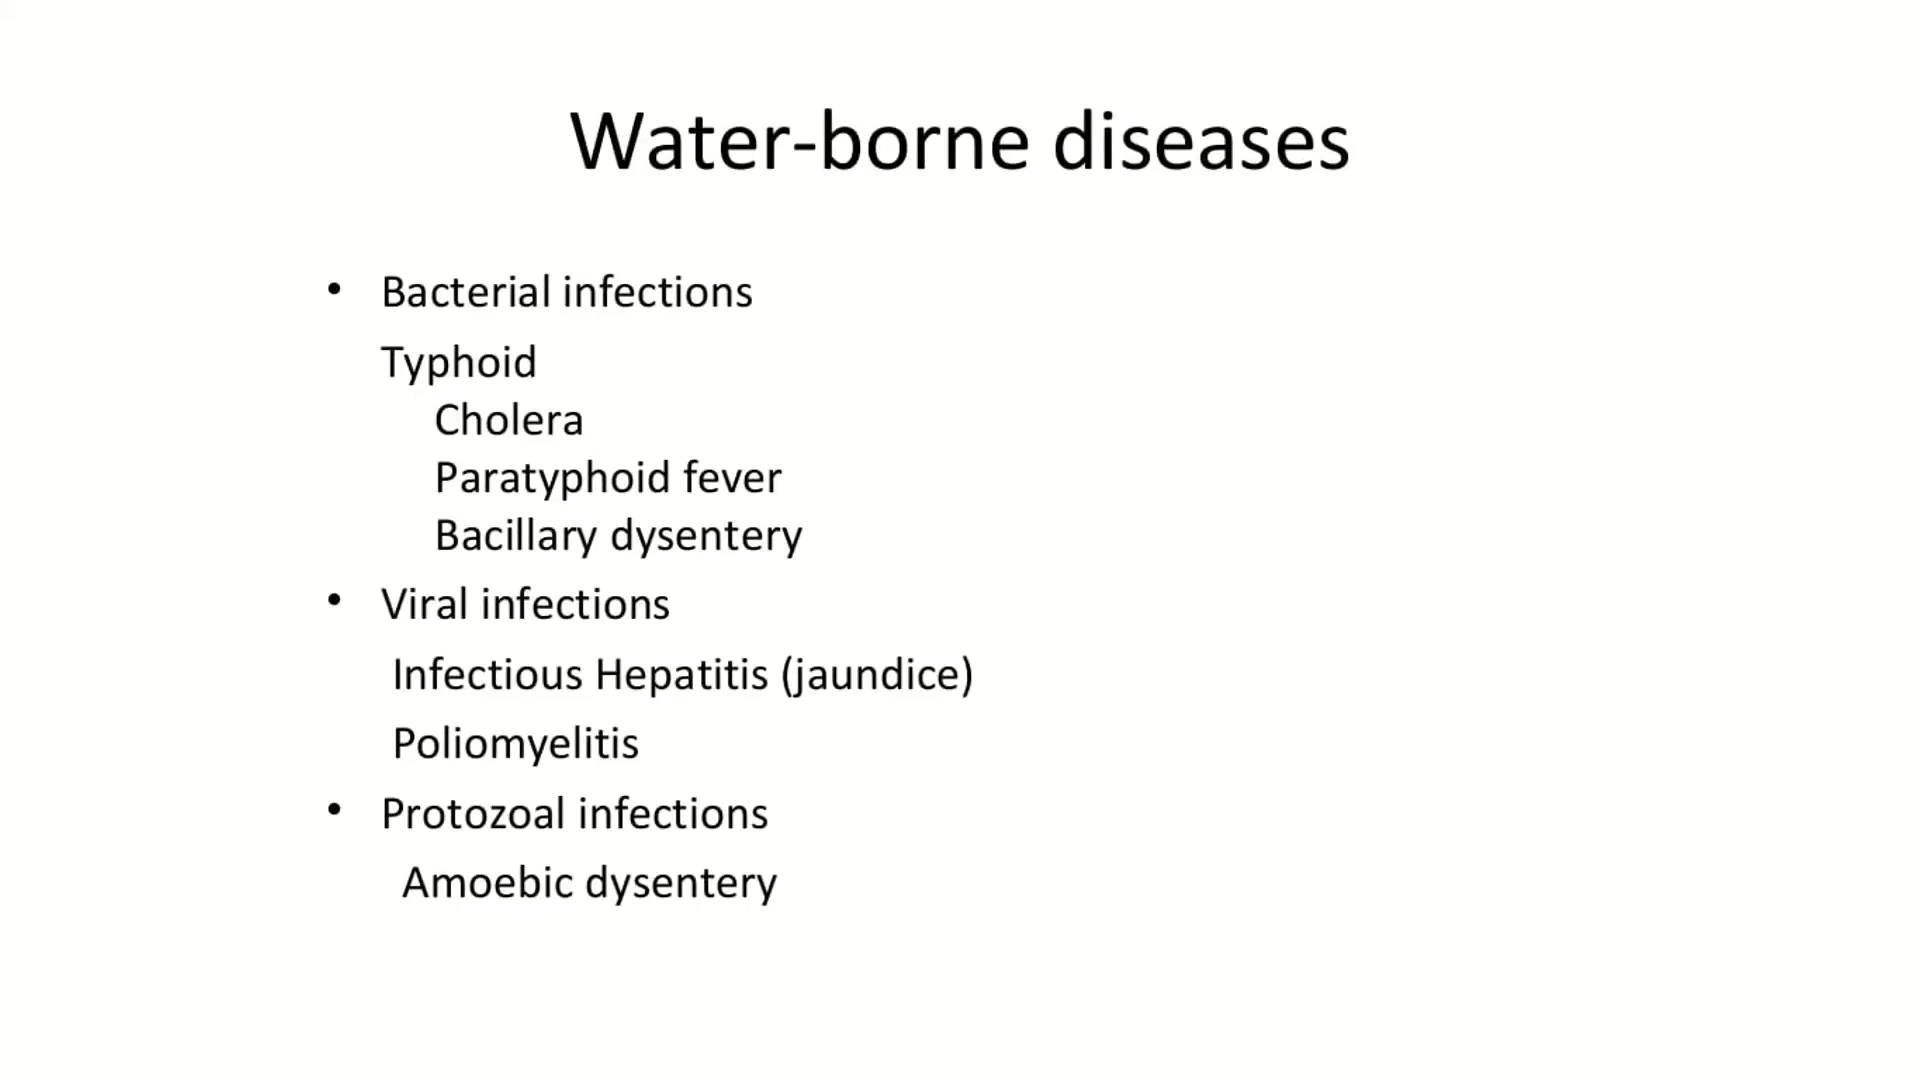 Water-borne diseases
• Bacterial infections
Typhoid
Cholera
Paratyphoid fever
Bacillary dysentery
• Viral infections
Infectious Hepatitis (jaundice)
Poliomyelitis
• Protozoal infections
Amoebic dysentery